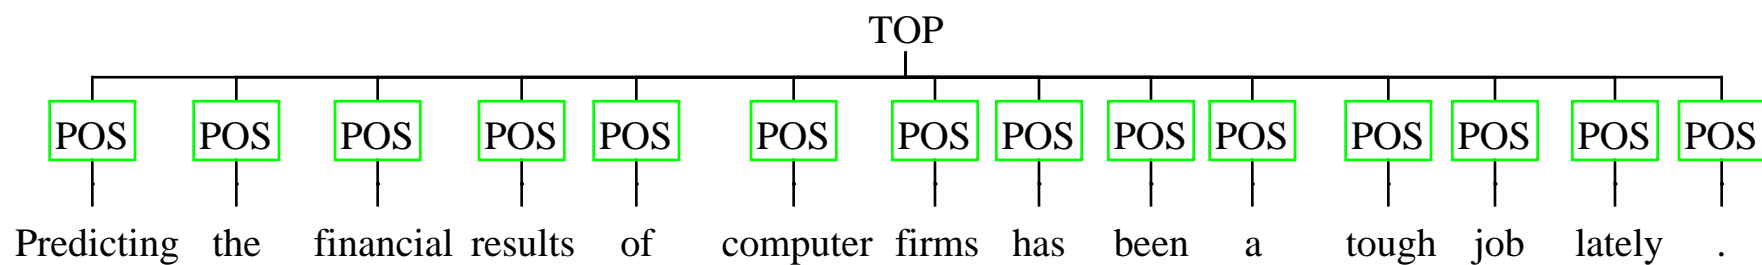 TOP
POS POS POS POS POS POS POS POS POS POS POS POS POS POS
Predicting the financial results of computer firms has been a tough job lately .